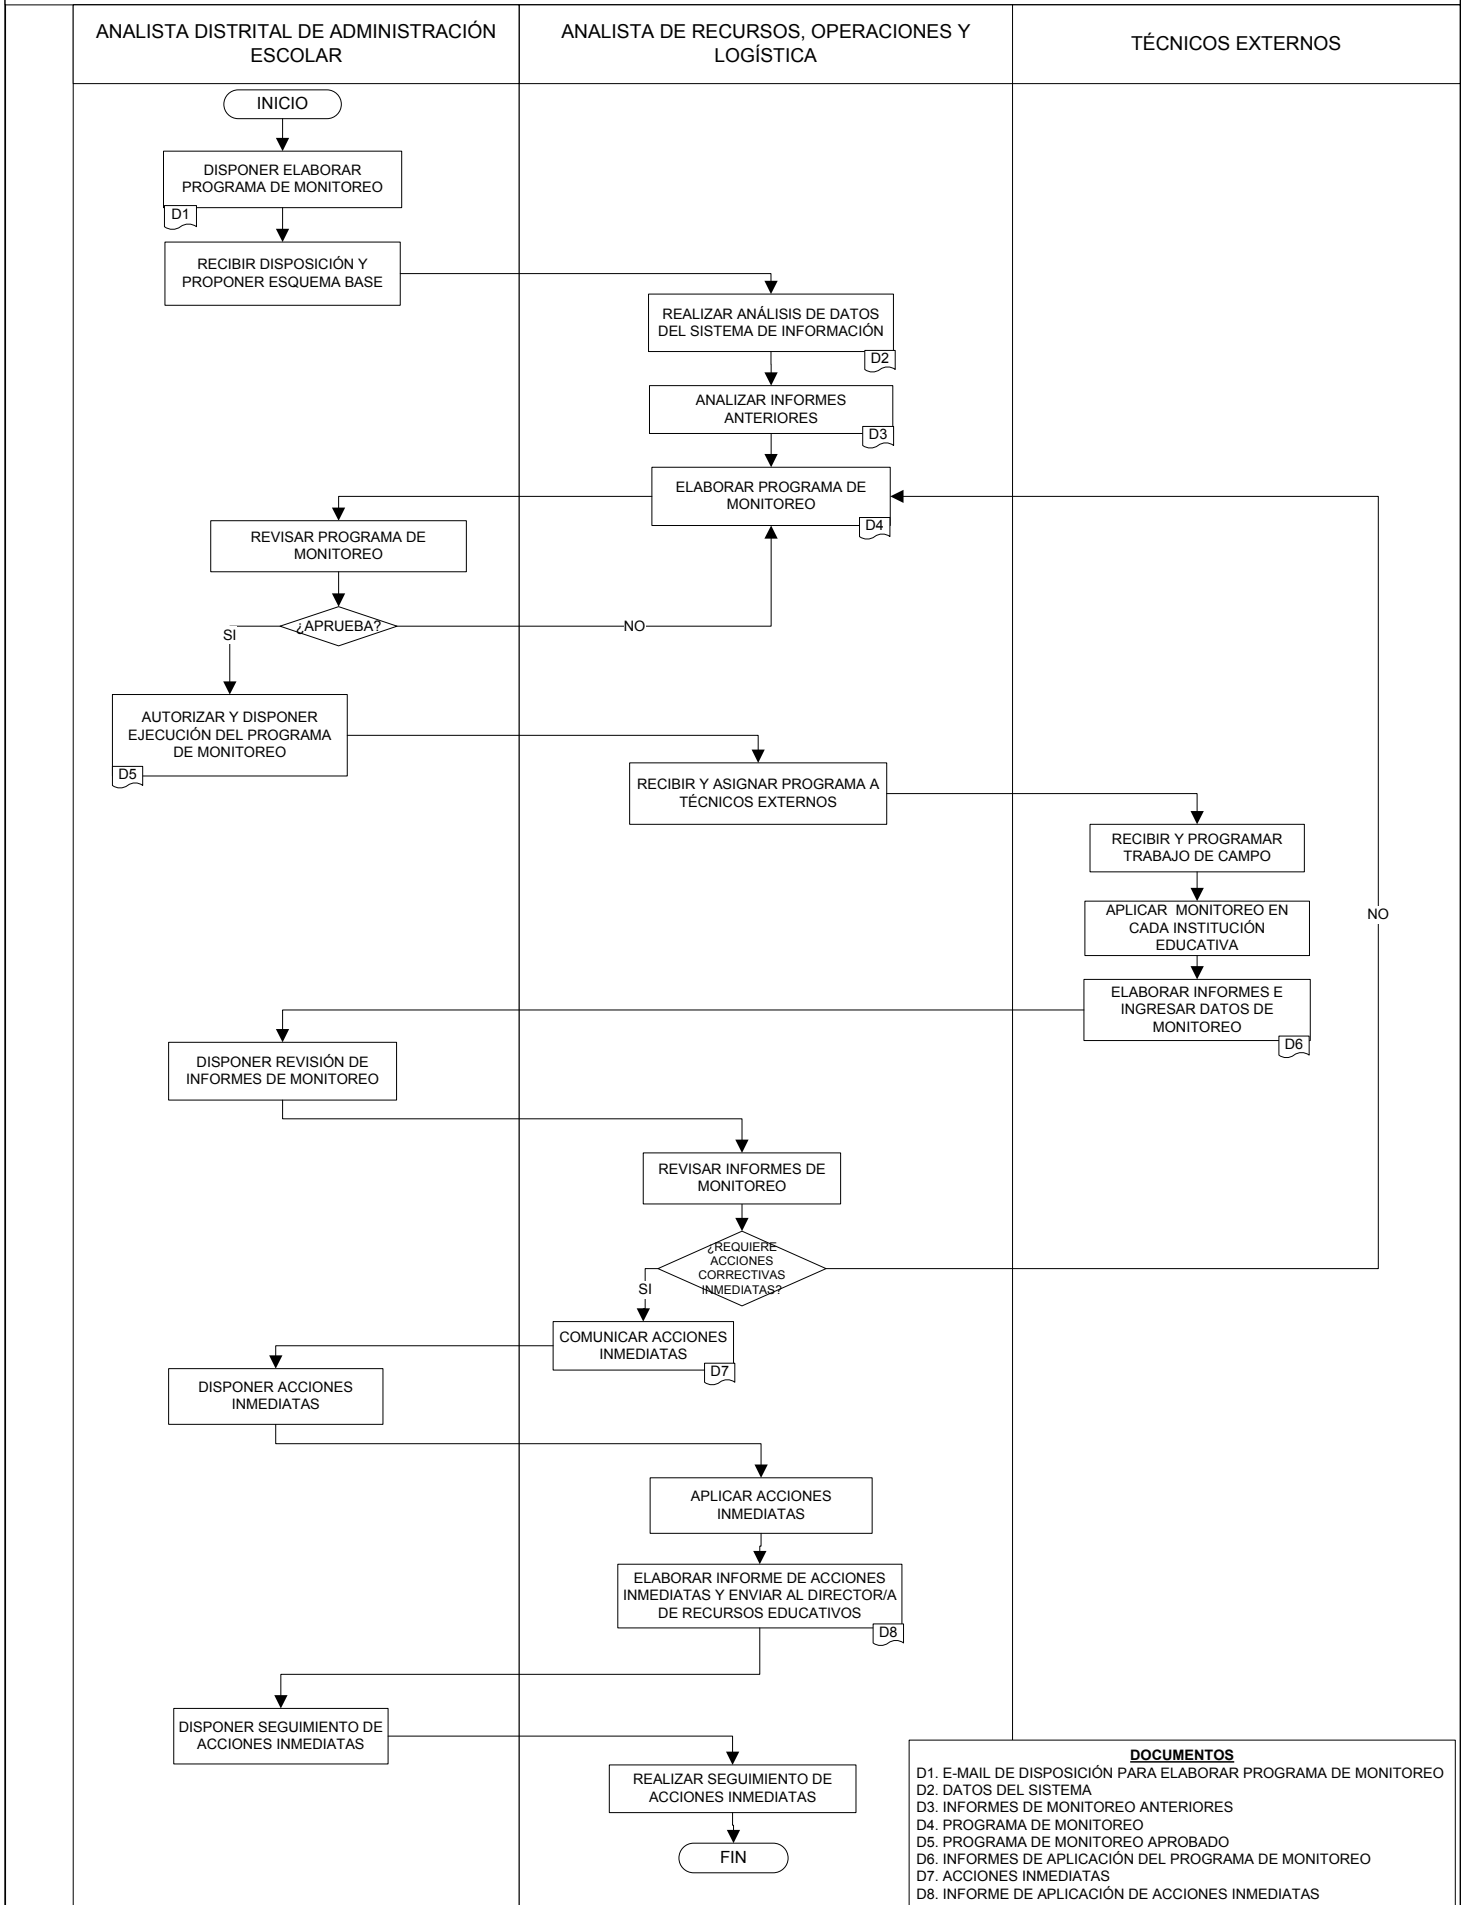 ANALISTA DISTRITAL DE ADMINISTRACIÓN
ESCOLAR
ANALISTA DE RECURSOS, OPERACIONES Y
LOGÍSTICA
TÉCNICOS EXTERNOS
INICIO
DISPONER ELABORAR
PROGRAMA DE MONITOREO
D1
RECIBIR DISPOSICIÓN Y
PROPONER ESQUEMA BASE
REALIZAR ANÁLISIS DE DATOS
DEL SISTEMA DE INFORMACIÓN
D2
ANALIZAR INFORMES
ANTERIORES
D3
ELABORAR PROGRAMA DE
MONITOREO
D4
REVISAR PROGRAMA DE
MONITOREO
¿APRUEBA?
SI
NO
AUTORIZAR Y DISPONER
EJECUCIÓN DEL PROGRAMA
DE MONITOREO
D5
RECIBIR Y ASIGNAR PROGRAMA A
TÉCNICOS EXTERNOS
RECIBIR Y PROGRAMAR
TRABAJO DE CAMPO
APLICAR MONITOREO EN
CADA INSTITUCIÓN
EDUCATIVA
NO
ELABORAR INFORMES E
INGRESAR DATOS DE
MONITOREO
D6
DISPONER REVISIÓN DE
INFORMES DE MONITOREO
REVISAR INFORMES DE
MONITOREO
¿REQUIERE
ACCIONES
CORRECTIVAS
INMEDIATAS?
SI
COMUNICAR ACCIONES
INMEDIATAS
D7
DISPONER ACCIONES
INMEDIATAS
APLICAR ACCIONES
INMEDIATAS
ELABORAR INFORME DE ACCIONES
INMEDIATAS Y ENVIAR AL DIRECTOR/A
DE RECURSOS EDUCATIVOS
D8
DISPONER SEGUIMIENTO DE
ACCIONES INMEDIATAS
REALIZAR SEGUIMIENTO DE
ACCIONES INMEDIATAS
FIN
DOCUMENTOS
D1. E-MAIL DE DISPOSICIÓN PARA ELABORAR PROGRAMA DE MONITOREO
D2. DATOS DEL SISTEMA
D3. INFORMES DE MONITOREO ANTERIORES
D4. PROGRAMA DE MONITOREO
D5. PROGRAMA DE MONITOREO APROBADO
D6. INFORMES DE APLICACIÓN DEL PROGRAMA DE MONITOREO
D7. ACCIONES INMEDIATAS
D8. INFORME DE APLICACIÓN DE ACCIONES INMEDIATAS